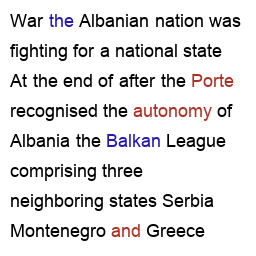 War the Albanian nation was
fighting for a national state
At the end of after the Porte
recognised the autonomy of
Albania the Balkan League
comprising three
neighboring states Serbia
Montenegro and Greece